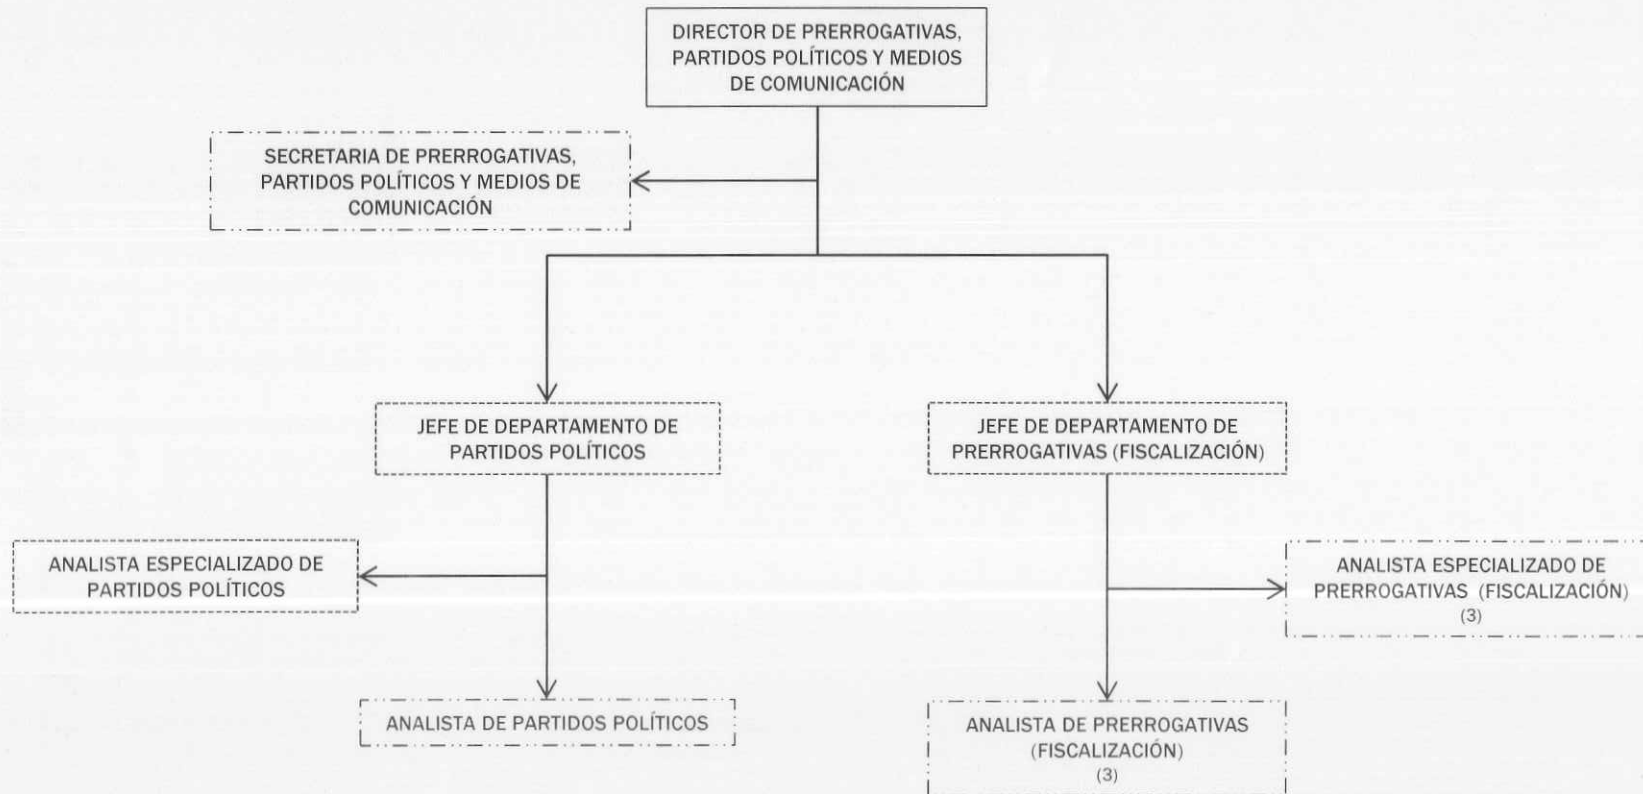 DIRECTOR DE PRERROGATIVAS,
PARTIDOS POLÍTICOS Y MEDIOS
DE COMUNICACIÓN
SECRETARIA DE PRERROGATIVAS,
PARTIDOS POLÍTICOS Y MEDIOS DE
COMUNICACIÓN
JEFE DE DEPARTAMENTO DE
PARTIDOS POLÍTICOS
JEFE DE DEPARTAMENTO DE
PRERROGATIVAS (FISCALIZACIÓN)
ANALISTA ESPECIALIZADO DE
PARTIDOS POLÍTICOS
ANALISTA ESPECIALIZADO DE
PRERROGATIVAS (FISCALIZACIÓN)
(3)
ANALISTA DE PARTIDOS POLÍTICOS
ANALISTA DE PRERROGATIVAS
(FISCALIZACIÓN)
(3)